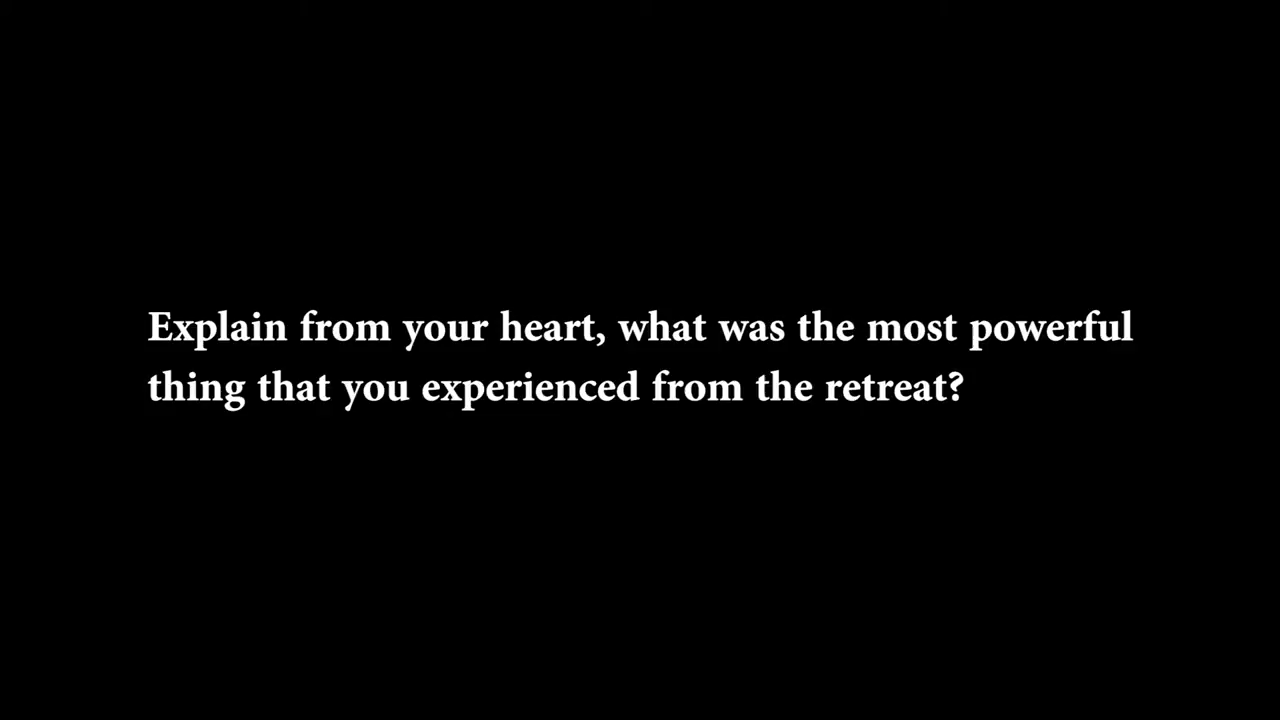 Explain from your heart, what was the most powerful
thing that you experienced from the retreat?